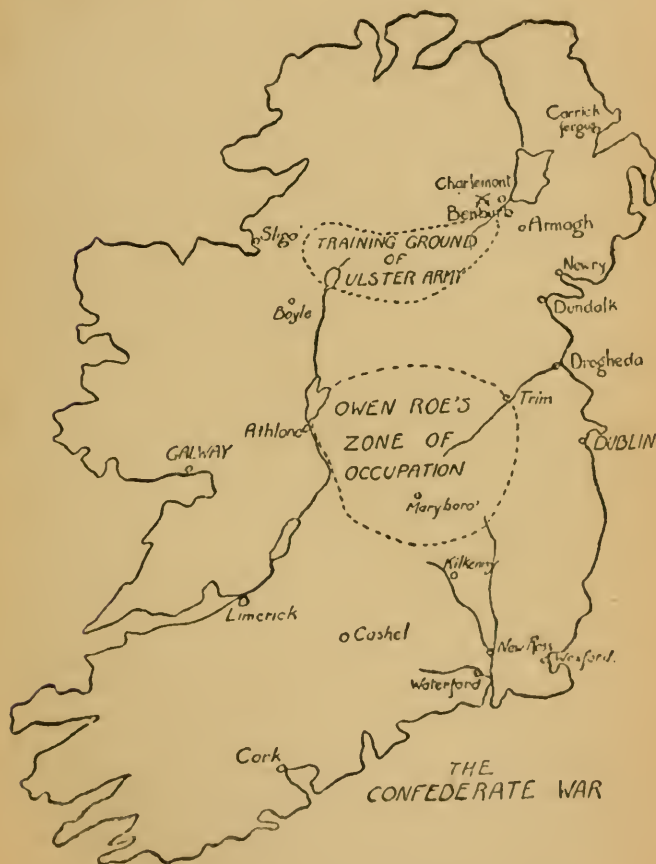 Carrick
fergus
Charlemont
Benburb
Armagh
Sligo
TRAINING GROUND
OF
ULSTER ARMY
Newry
Boyle
Dundalk
Drogheda
Trim
OWEN ROE'S
ZONE OF
OCCUPATION
Athlone
GALWAY
DUBLIN
Maryboro'
Kilkenny
Limerick
Cashel
New Ross
Wexford.
Waterford
Cork
THE
CONFEDERATE WAR